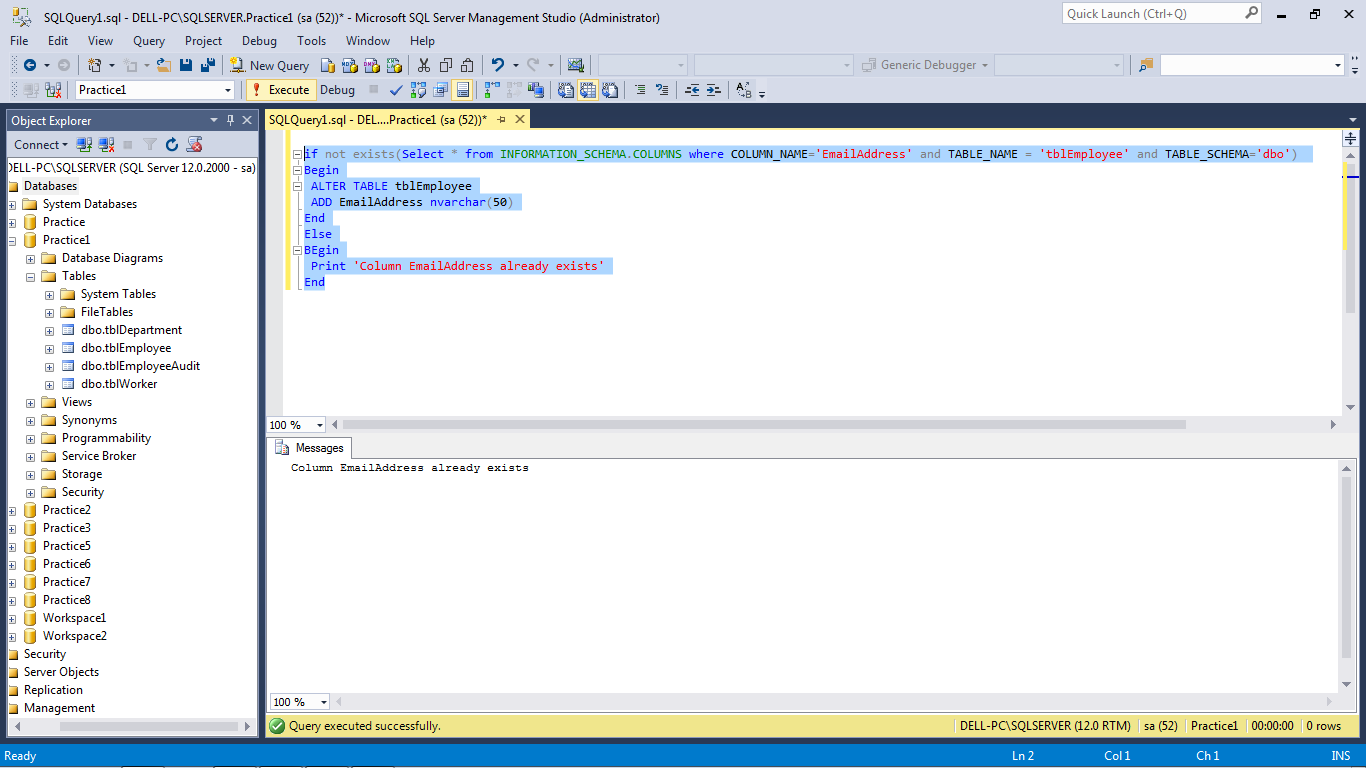 SQLQuery1.sql - DELL-PC\SQLSERVER.Practice1 (sa (52))* - Microsoft SQL Server Management Studio (Administrator)
Quick Launch (Ctrl+Q)
File Edit View Query Project Debug Tools Window Help
New Query
MDX DMX
Generic Debugger
Practice1
Execute Debug
Object Explorer
SQLQuery1.sql - DEL....Practice1 (sa (52))*
Connect
DELL-PC\SQLSERVER (SQL Server 12.0.2000 - sa)
Databases
System Databases
Practice
Practice1
Database Diagrams
Tables
System Tables
FileTables
dbo.tblDepartment
dbo.tblEmployee
dbo.tblEmployeeAudit
dbo.tblWorker
Views
Synonyms
Programmability
Service Broker
Storage
Security
Practice2
Practice3
Practice5
Practice6
Practice7
Practice8
Workspace1
Workspace2
Security
Server Objects
Replication
Management
if not exists(Select * from INFORMATION_SCHEMA.COLUMNS where COLUMN_NAME='EmailAddress' and TABLE_NAME = 'tblEmployee' and TABLE_SCHEMA='dbo')
Begin
ALTER TABLE tblEmployee
ADD EmailAddress nvarchar(50)
End
Else
BEgin
Print 'Column EmailAddress already exists'
End
100 %
Messages
Column EmailAddress already exists
100 %
Query executed successfully.
DELL-PC\SQLSERVER (12.0 RTM) sa (52) Practice1 00:00:00 0 rows
Ready
Ln 2 Col 1 Ch 1 INS